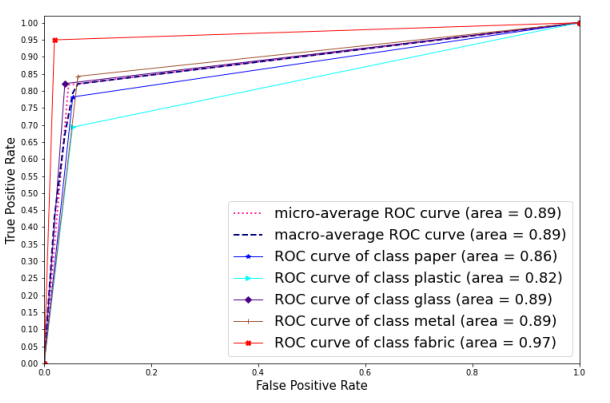 1.00
0.95
0.90
0.85
0.80
0.75
0.70
0.65
0.60
0.55
0.50
0.45
0.40
0.35
0.30
0.25
0.20
0.15
0.10
0.05
0.00
True Positive Rate
micro-average ROC curve (area = 0.89)
macro-average ROC curve (area = 0.89)
ROC curve of class paper (area = 0.86)
ROC curve of class plastic (area = 0.82)
ROC curve of class glass (area = 0.89)
ROC curve of class metal (area = 0.89)
ROC curve of class fabric (area = 0.97)
0.0 0.2 0.4 0.6 0.8 1.0
False Positive Rate